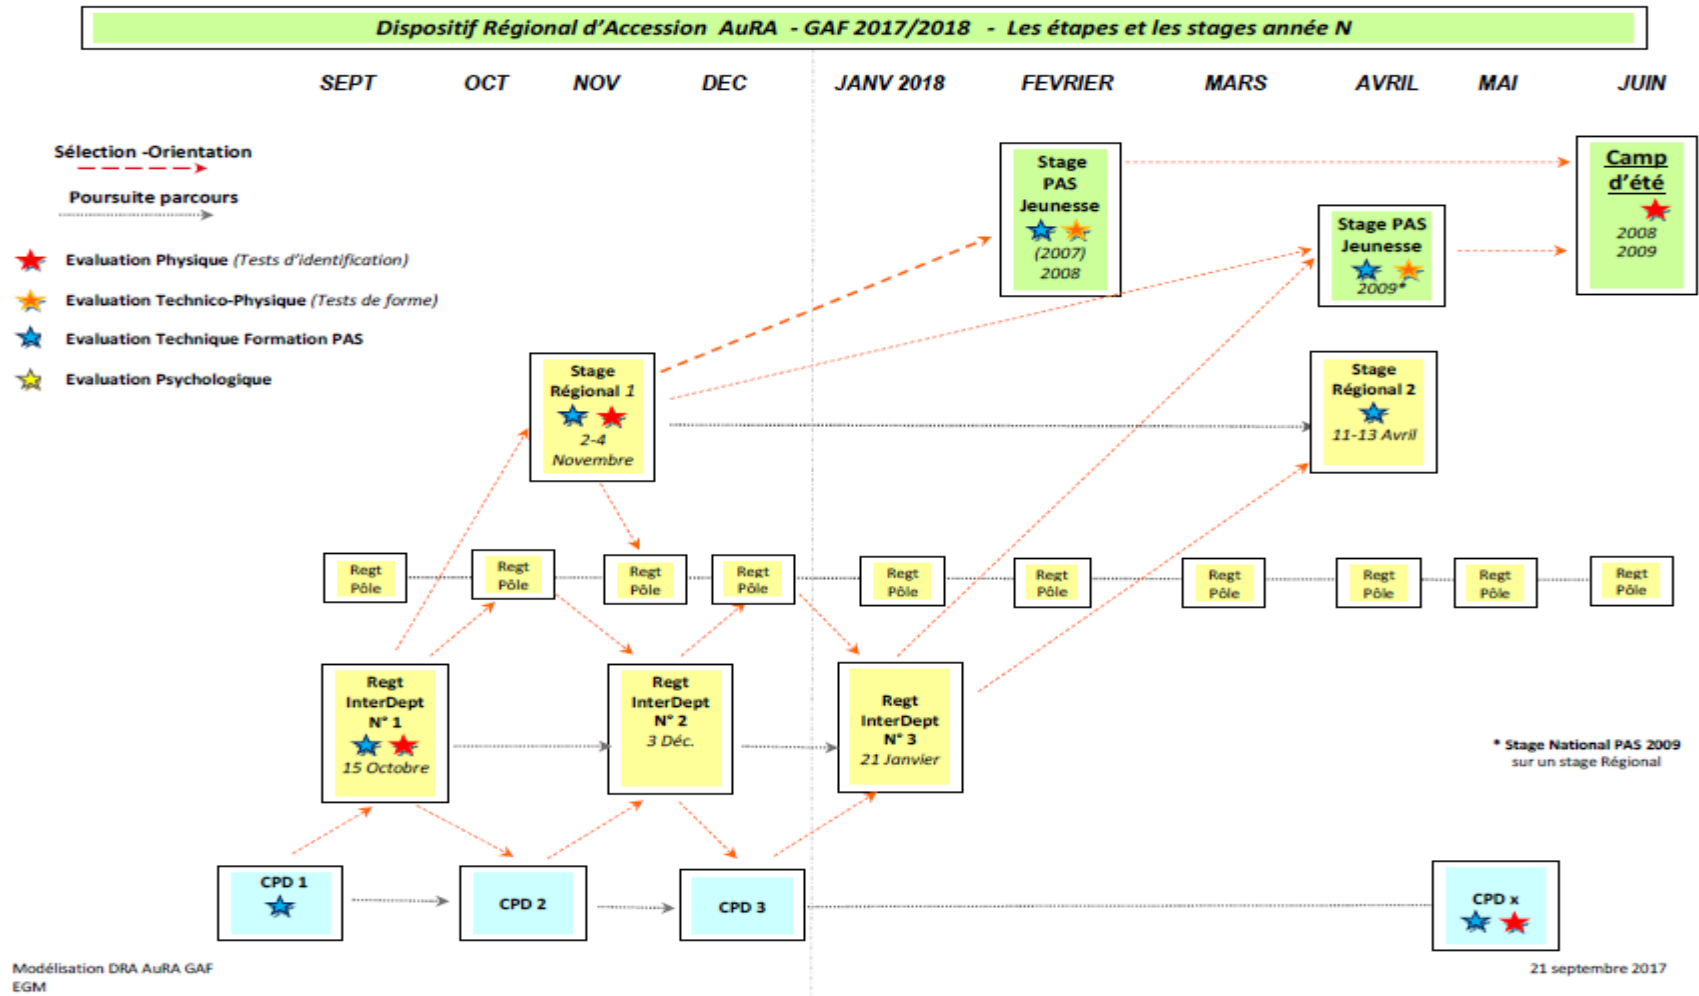 Dispositif Régional d'Accession AuRA - GAF 2017/2018 - Les étapes et les stages année N
SEPT OCT NOV DEC JANV 2018 FEVRIER MARS AVRIL MAI JUIN
Sélection -Orientation
Poursuite parcours
Evaluation Physique (Tests d'identification)
Evaluation Technico-Physique (Tests de forme)
Evaluation Technique Formation PAS
Evaluation Psychologique
Stage
PAS
Jeunesse
(2007)
2008
Stage PAS
Jeunesse
2009*
Camp
d'été
2008
2009
Stage
Régional 1
2-4
Novembre
Stage
Régional 2
11-13 Avril
Regt
Pôle
Regt
Pôle
Regt
Pôle
Regt
Pôle
Regt
Pôle
Regt
Pôle
Regt
Pôle
Regt
Pôle
Regt
Pôle
Regt
Pôle
Regt
InterDept
N° 1
15 Octobre
Regt
InterDept
N° 2
3 Déc.
Regt
InterDept
N° 3
21 Janvier
* Stage National PAS 2009
sur un stage Régional
CPD 1
CPD 2
CPD 3
CPD x
Modélisation DRA AuRA GAF
EGM
21 septembre 2017